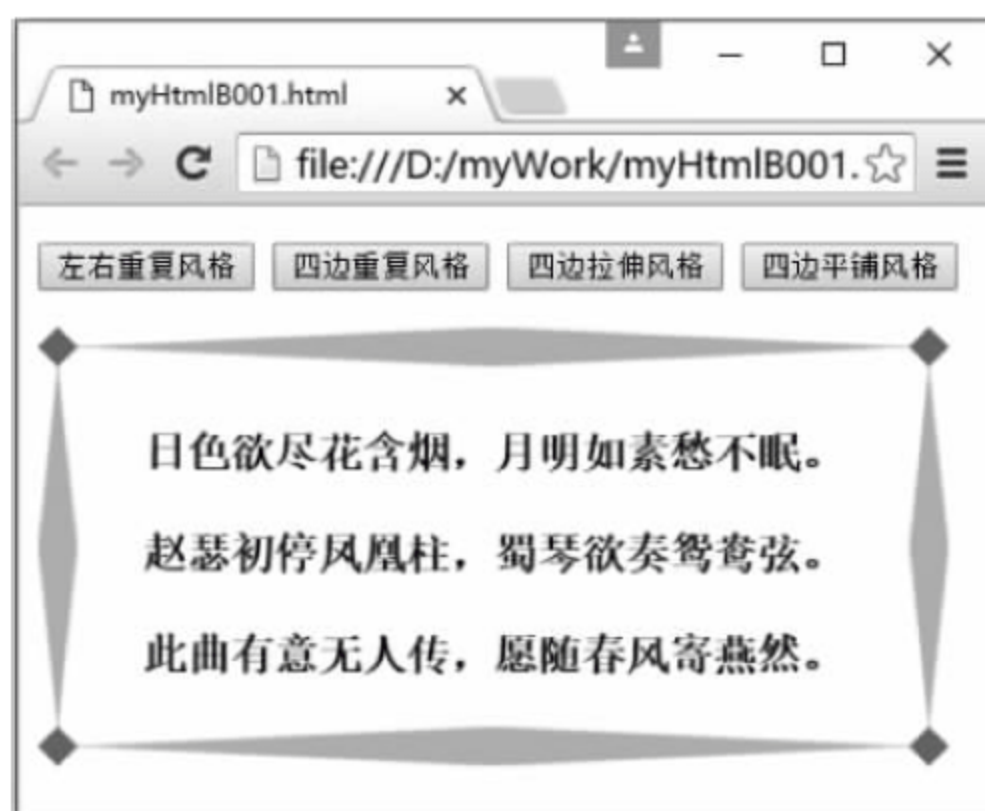 myHtmlB001.html
file:///D:/myWork/myHtmlB001.
左右重复风格 四边重复风格 四边拉伸风格 四边平铺风格
日色欲尽花含烟，月明如素愁不眠。
赵瑟初停凤凰柱，蜀琴欲奏鸳鸯弦。
此曲有意无人传，愿随春风寄燕然。